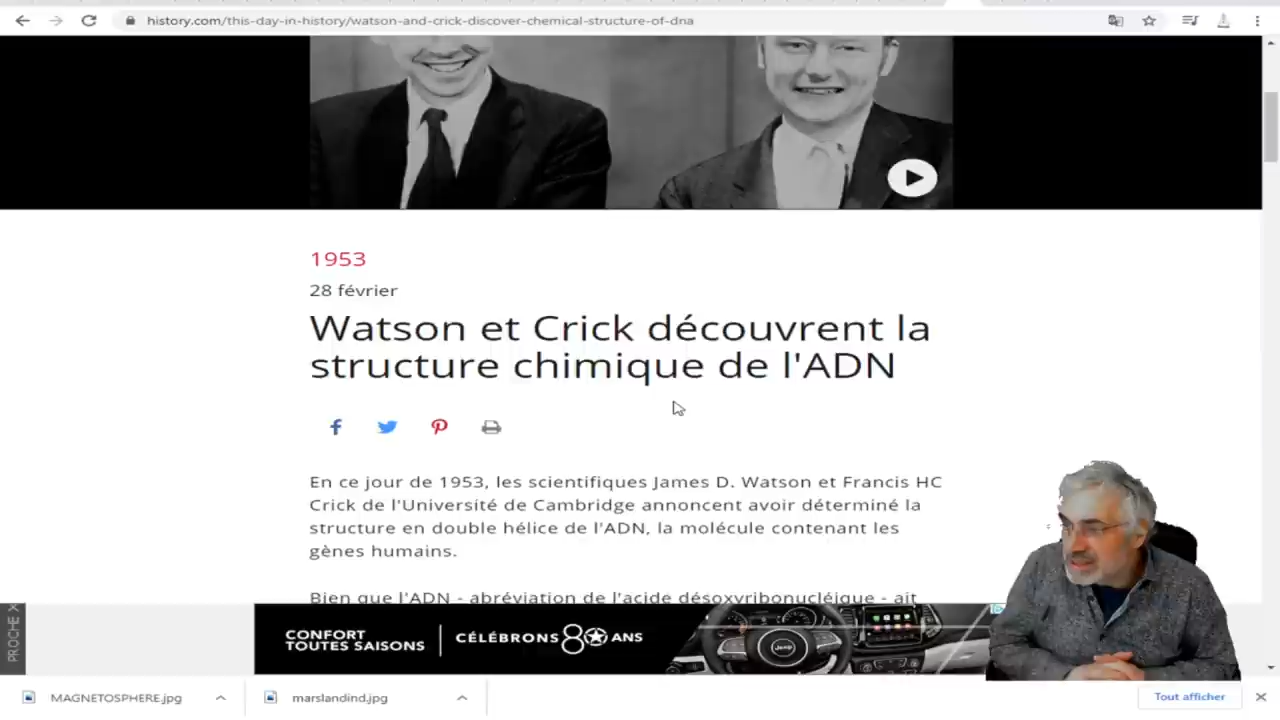 history.com/this-day-in-history/watson-and-crick-discover-chemical-structure-of-dna
1953
28 février
Watson et Crick découvrent la
structure chimique de l'ADN
En ce jour de 1953, les scientifiques James D. Watson et Francis HC
Crick de l'Université de Cambridge annoncent avoir déterminé la
structure en double hélice de l'ADN, la molécule contenant les
gènes humains.
Bien que l'ADN - abréviation de l'acide désoxyribonucléique - ait
PROCHE X
CONFORT
TOUTES SAISONS
CÉLÉBRONS 80 ANS
Jeep
MAGNETOSPHERE.jpg
marslandind.jpg
Tout afficher